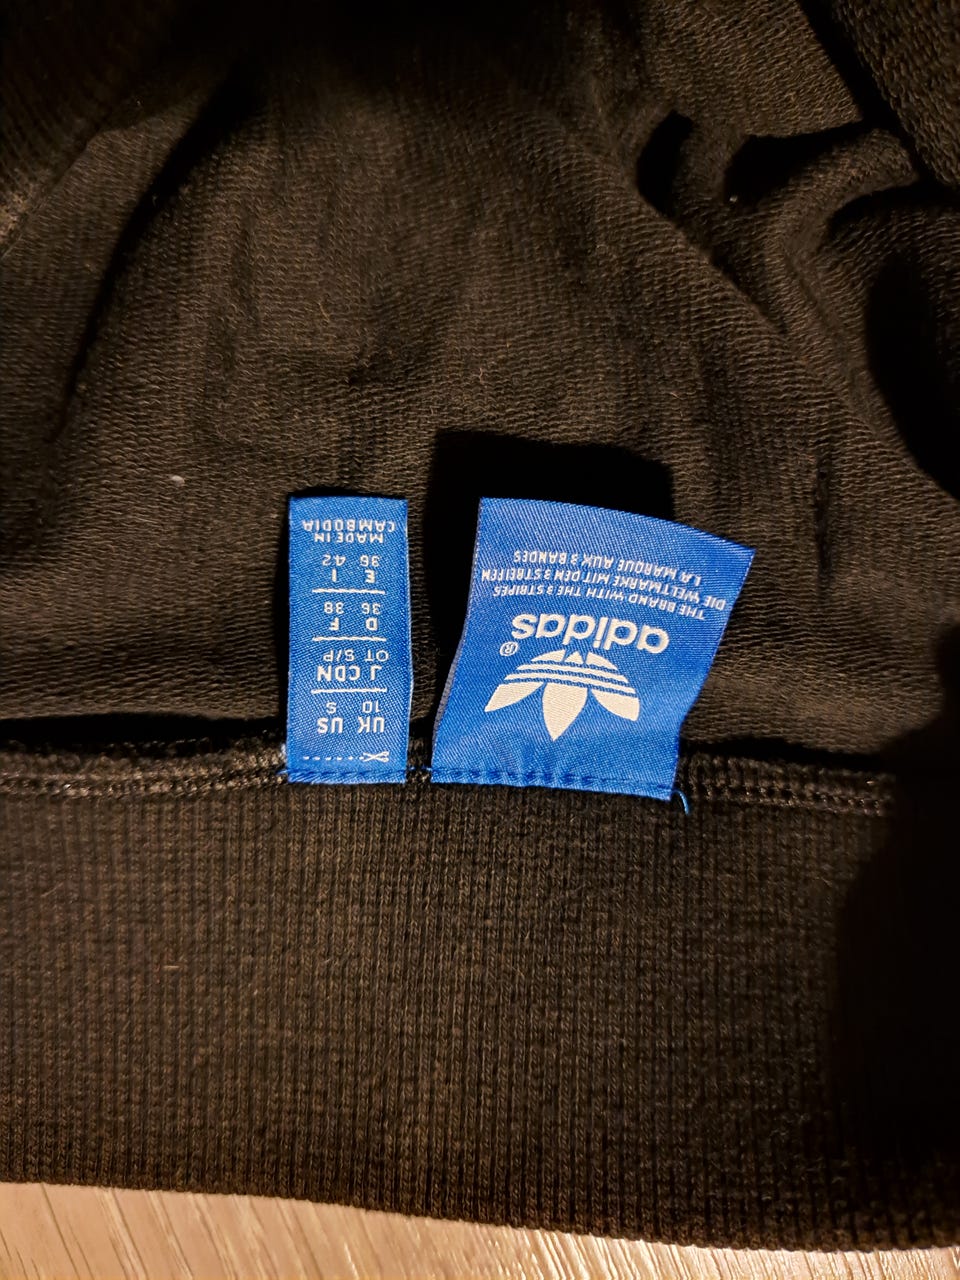 UK US
10 S
J CDN
OT S/P
D F
36 38
E I
36 42
MADE IN
CAMBODIA
®
adidas
THE BRAND WITH THE 3 STRIPES
DIE WELTMARKE MIT DEN 3 STREIFEN
LA MARQUE AUX 3 BANDES